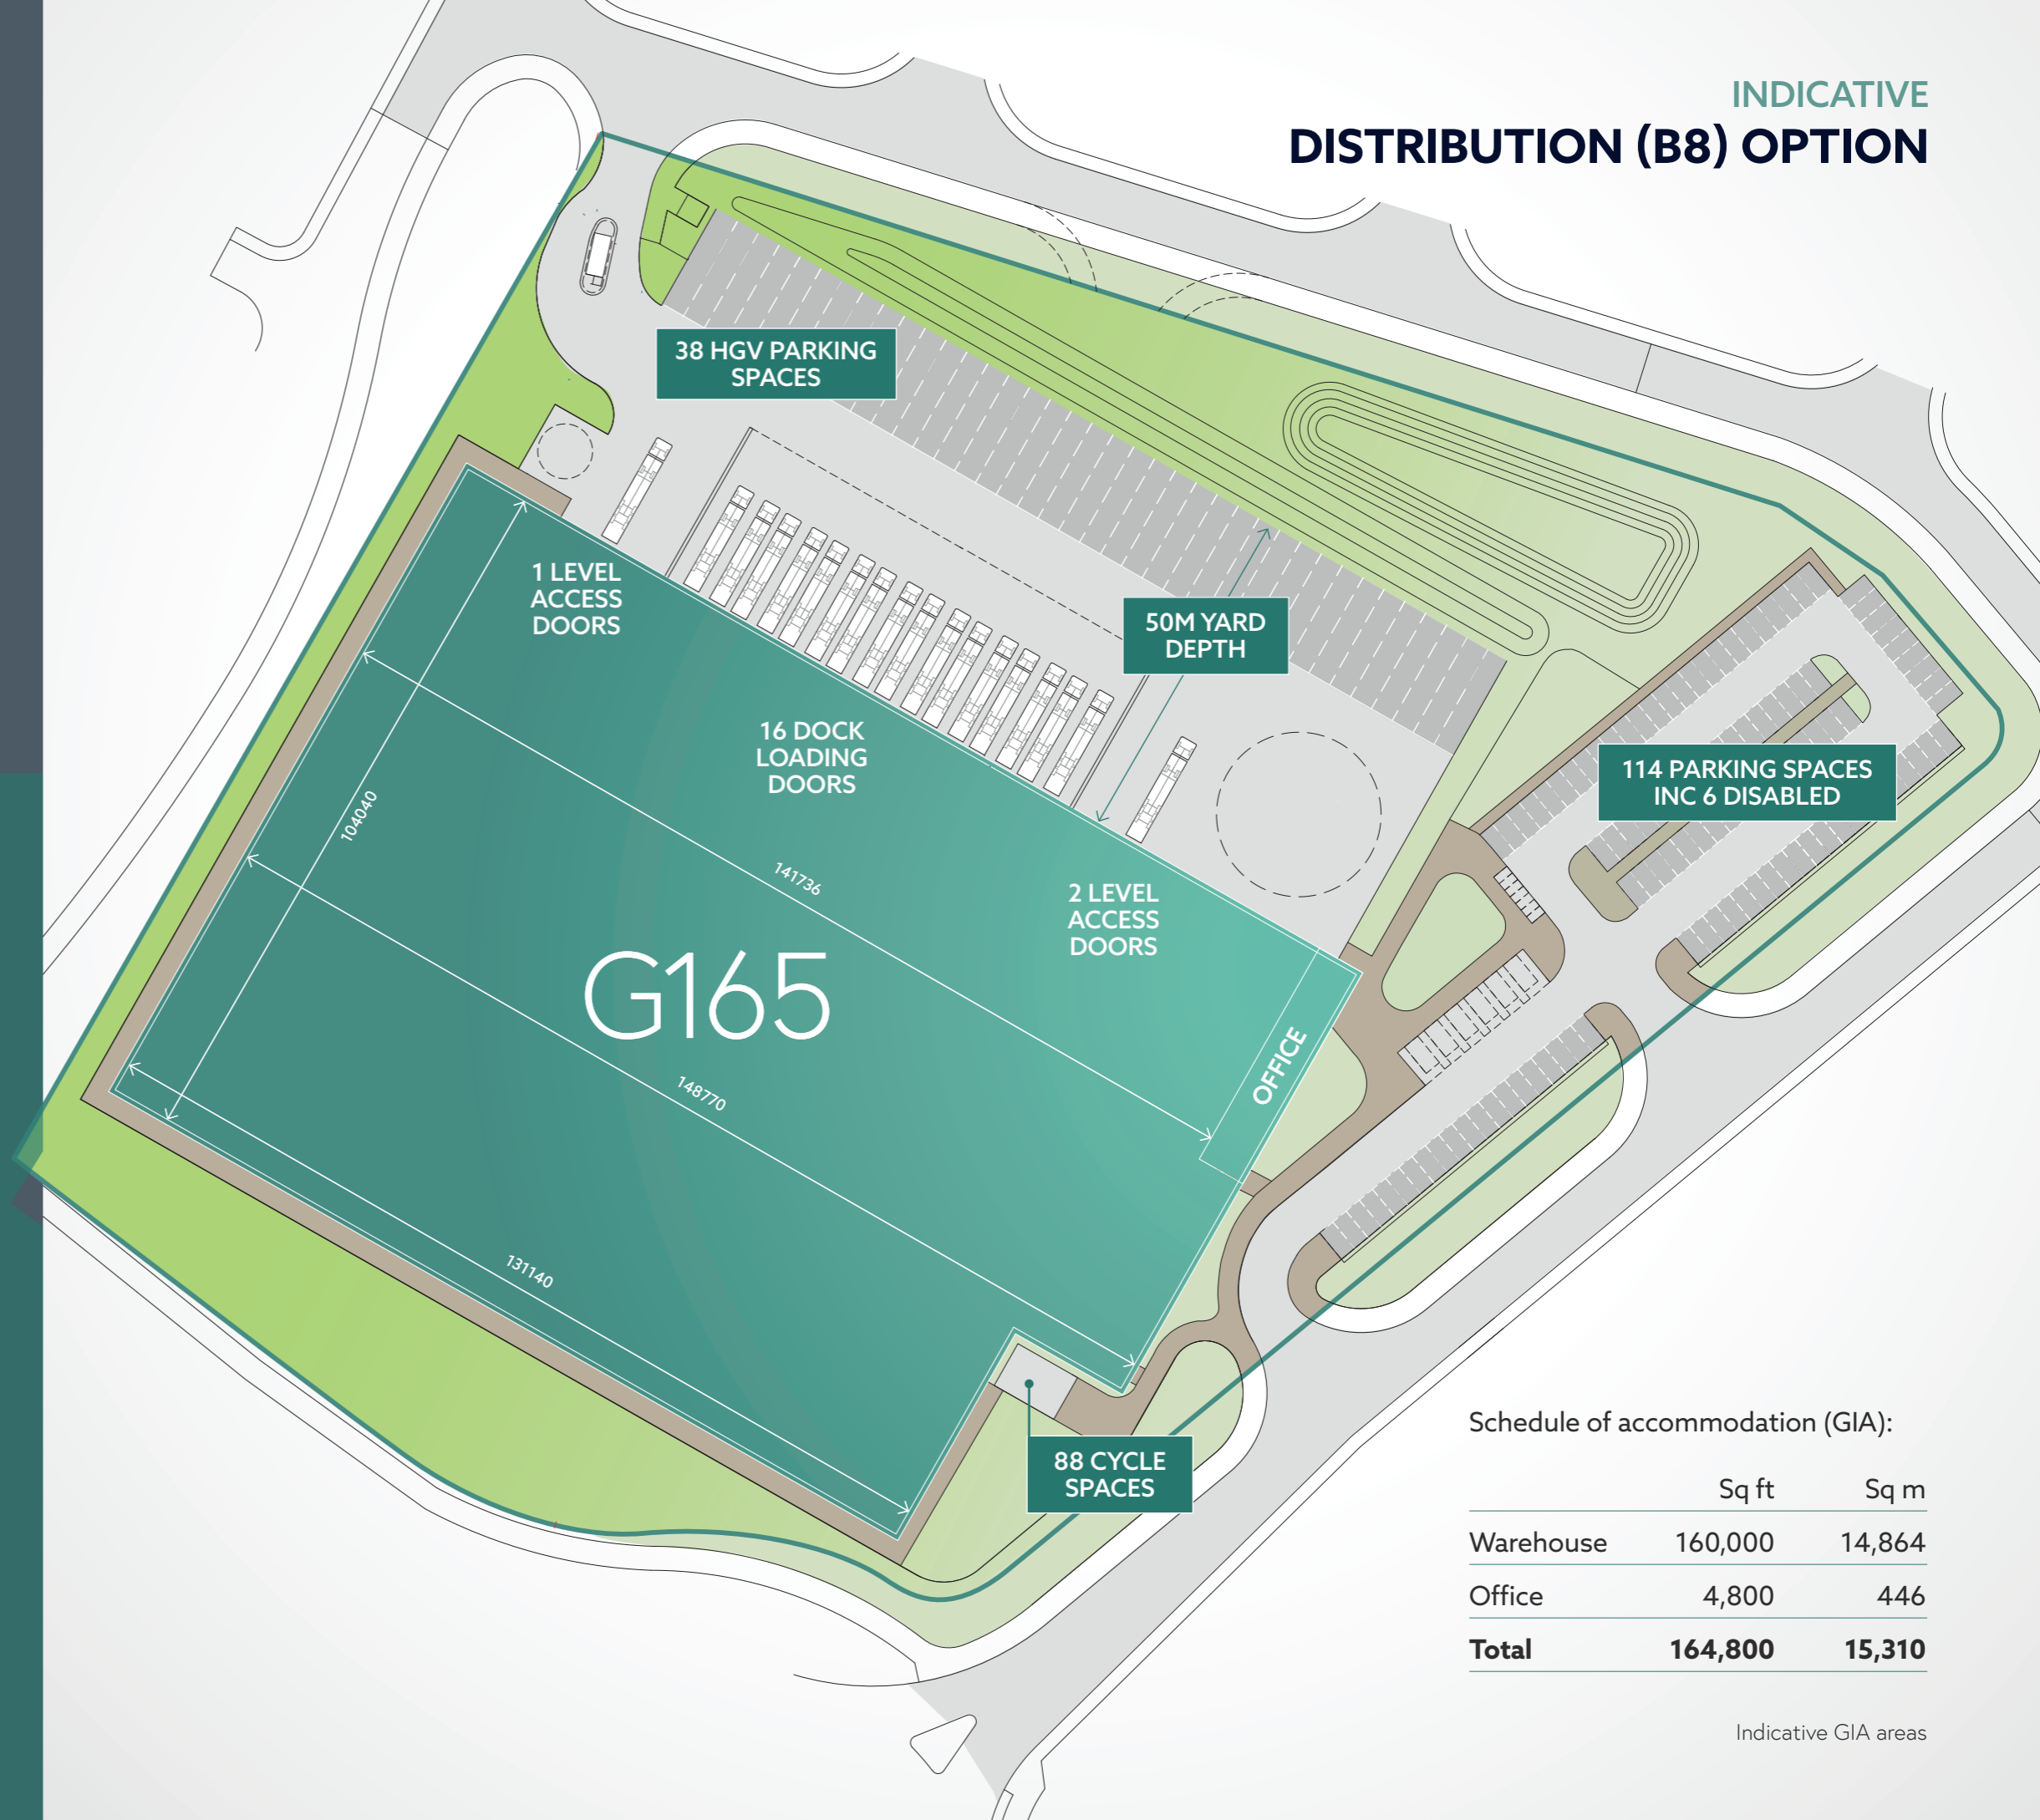 INDICATIVE
DISTRIBUTION (B8) OPTION
38 HGV PARKING
SPACES
1 LEVEL
ACCESS
DOORS
50M YARD
DEPTH
16 DOCK
LOADING
DOORS
114 PARKING SPACES
INC 6 DISABLED
104040
141736
2 LEVEL
ACCESS
DOORS
G165
OFFICE
148770
131140
88 CYCLE
SPACES
Schedule of accommodation (GIA):
Sq ft Sq m
Warehouse 160,000 14,864
Office 4,800 446
Total 164,800 15,310
Indicative GIA areas